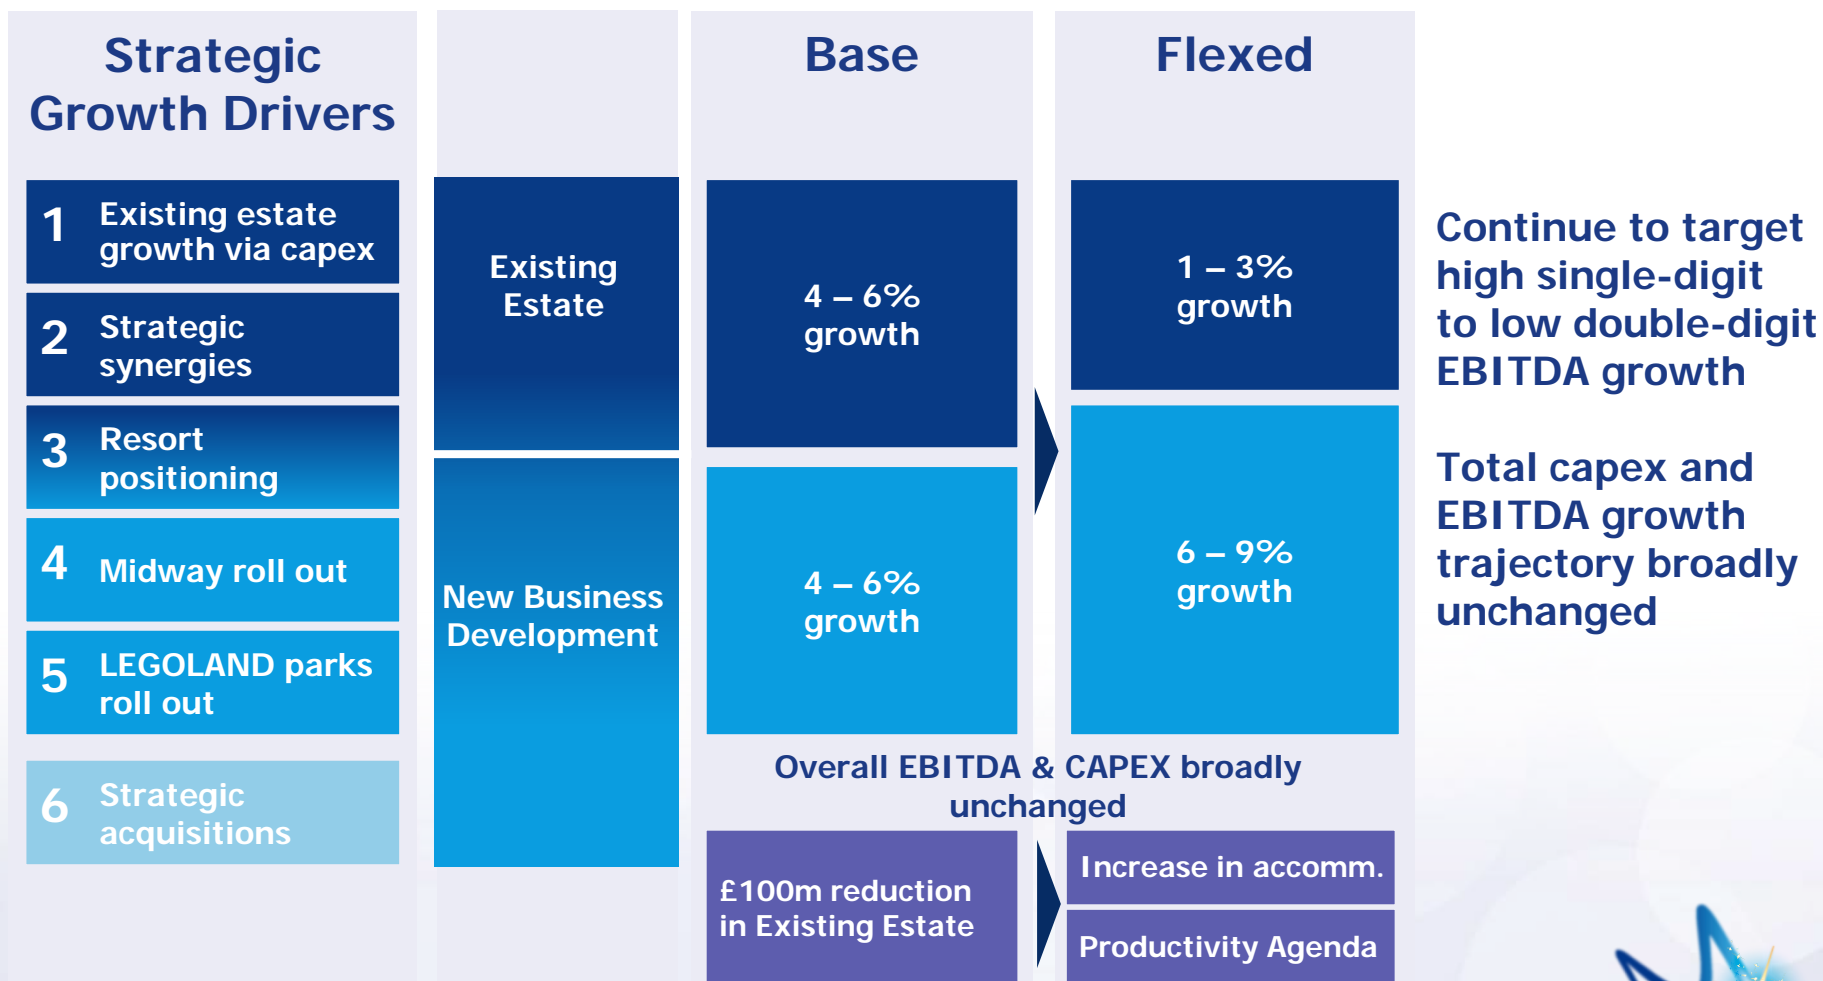 Strategic
Growth Drivers
Base
Flexed
1 Existing estate
growth via capex
2 Strategic
synergies
3 Resort
positioning
4 Midway roll out
5 LEGOLAND parks
roll out
6 Strategic
acquisitions
Existing
Estate
New Business
Development
4 – 6%
growth
4 – 6%
growth
1 – 3%
growth
6 – 9%
growth
Overall EBITDA & CAPEX broadly
unchanged
£100m reduction
in Existing Estate
Increase in accomm.
Productivity Agenda
Continue to target
high single-digit
to low double-digit
EBITDA growth
Total capex and
EBITDA growth
trajectory broadly
unchanged